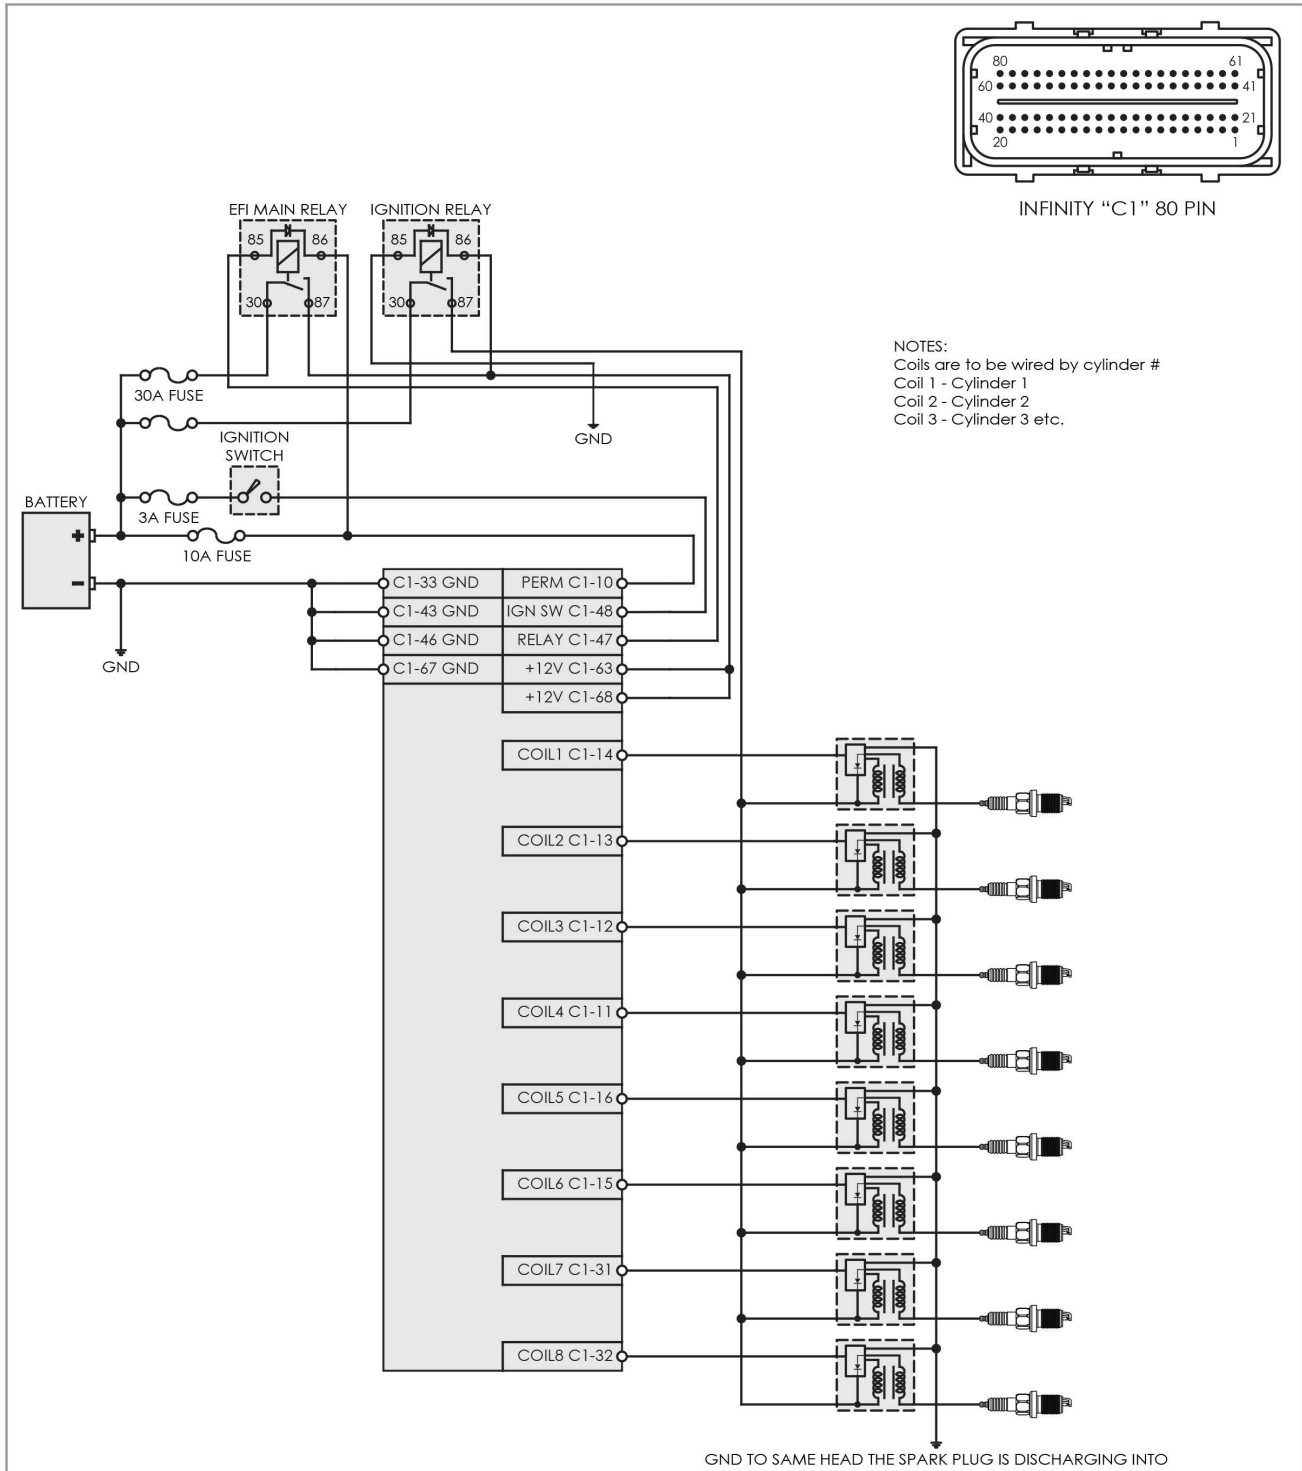 80 61
60 41
40 21
20 1
INFINITY “C1” 80 PIN
EFI MAIN RELAY
85 86
30 87
IGNITION RELAY
85 86
30 87
NOTES:
Coils are to be wired by cylinder #
Coil 1 - Cylinder 1
Coil 2 - Cylinder 2
Coil 3 - Cylinder 3 etc.
30A FUSE
GND
IGNITION
SWITCH
3A FUSE
BATTERY
+
-
10A FUSE
GND
C1-33 GND PERM C1-10
C1-43 GND IGN SW C1-48
C1-46 GND RELAY C1-47
C1-67 GND +12V C1-63
+12V C1-68
COIL1 C1-14
COIL2 C1-13
COIL3 C1-12
COIL4 C1-11
COIL5 C1-16
COIL6 C1-15
COIL7 C1-31
COIL8 C1-32
GND TO SAME HEAD THE SPARK PLUG IS DISCHARGING INTO